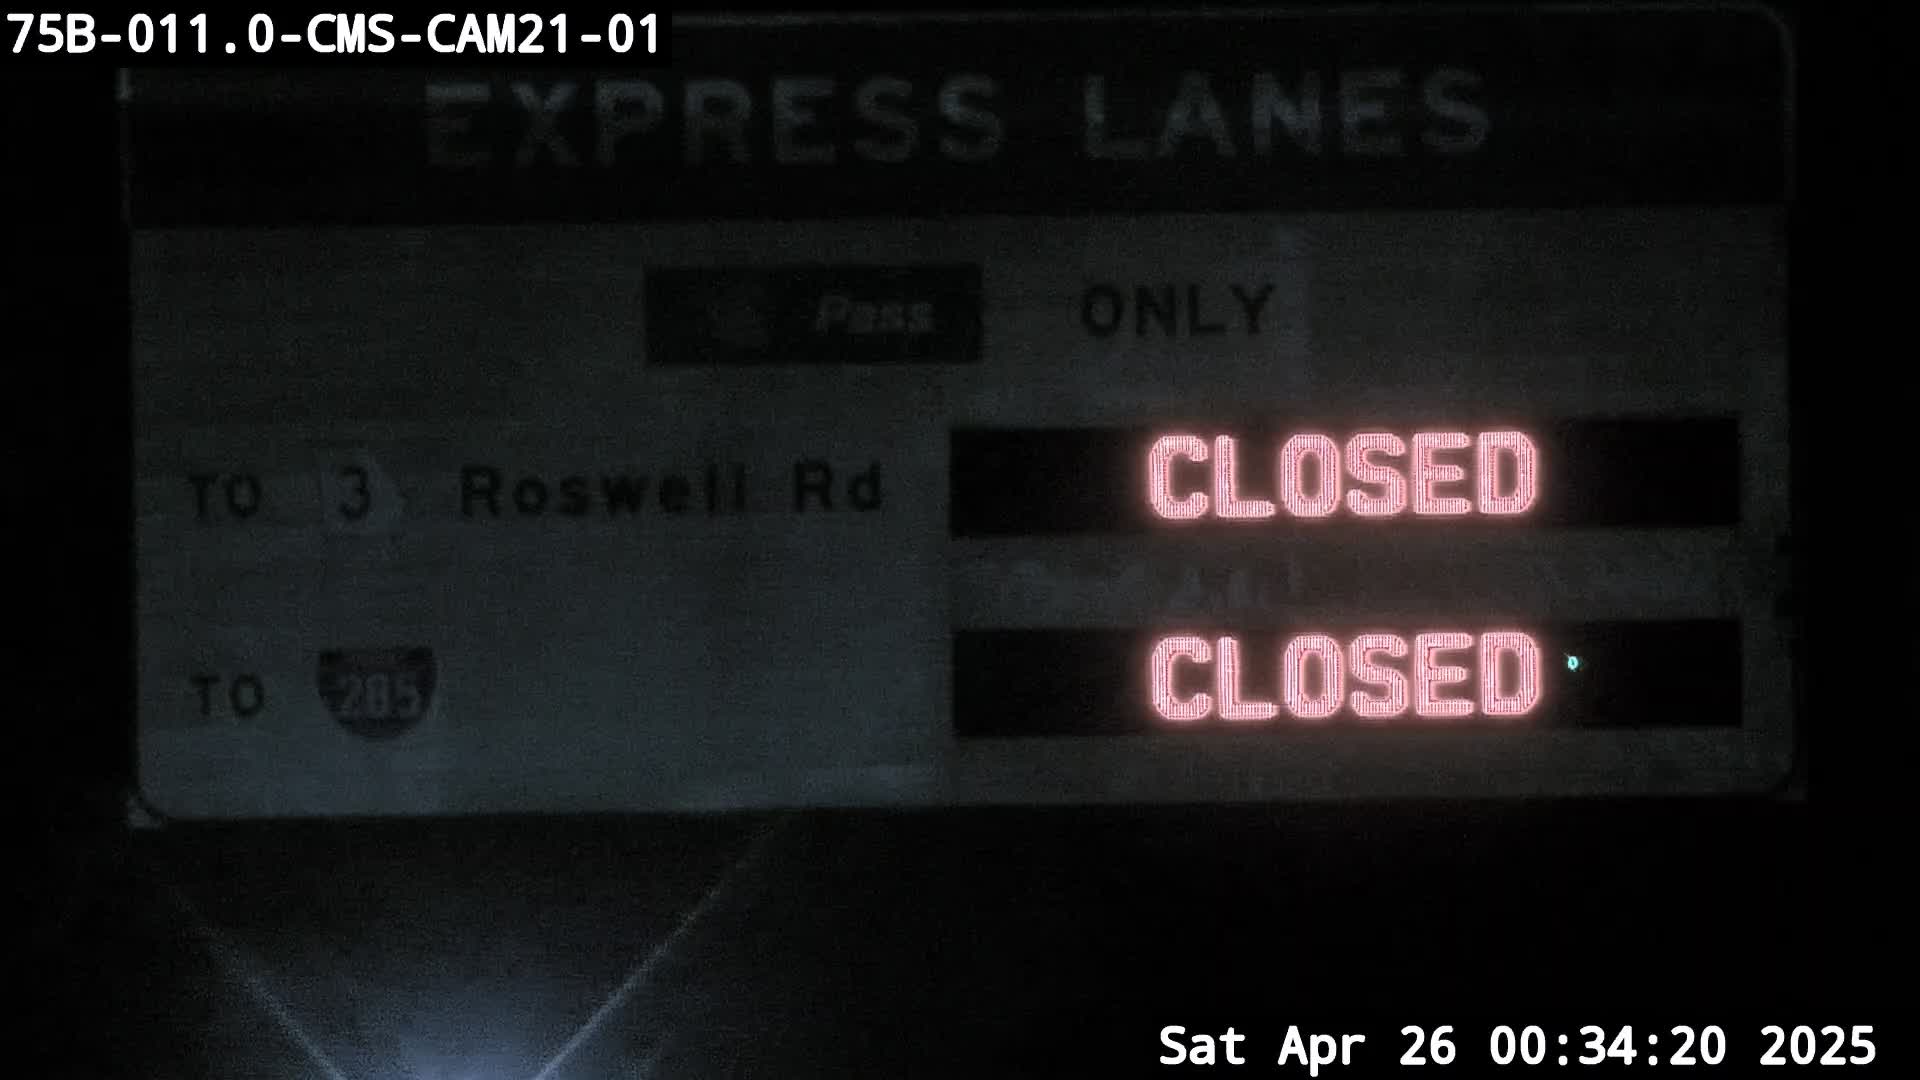 75B-011.0-CMS-CAM21-01
EXPRESS LANES
Pass ONLY
TO 3 Roswell Rd CLOSED
TO 285 CLOSED
Sat Apr 26 00:34:20 2025